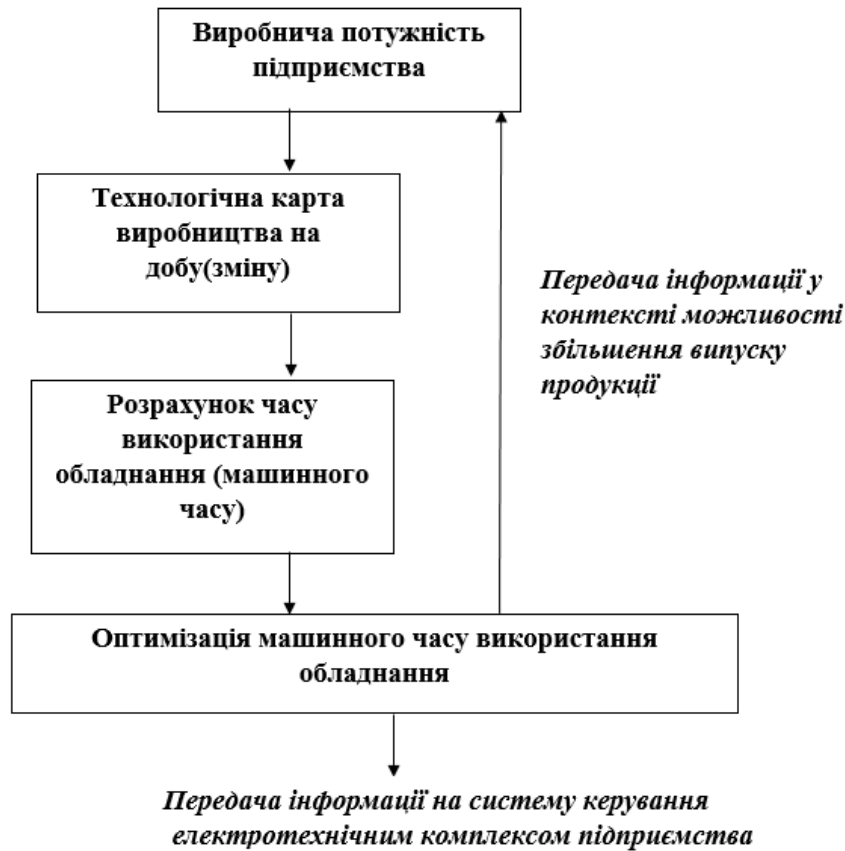 Виробнича потужність
підприємства
Технологічна карта
виробництва на
добу(зміну)
Передача інформації у
контексті можливості
збільшення випуску
продукції
Розрахунок часу
використання
обладнання (машинного
часу)
Оптимізація машинного часу використання
обладнання
Передача інформації на систему керування
електротехнічним комплексом підприємства